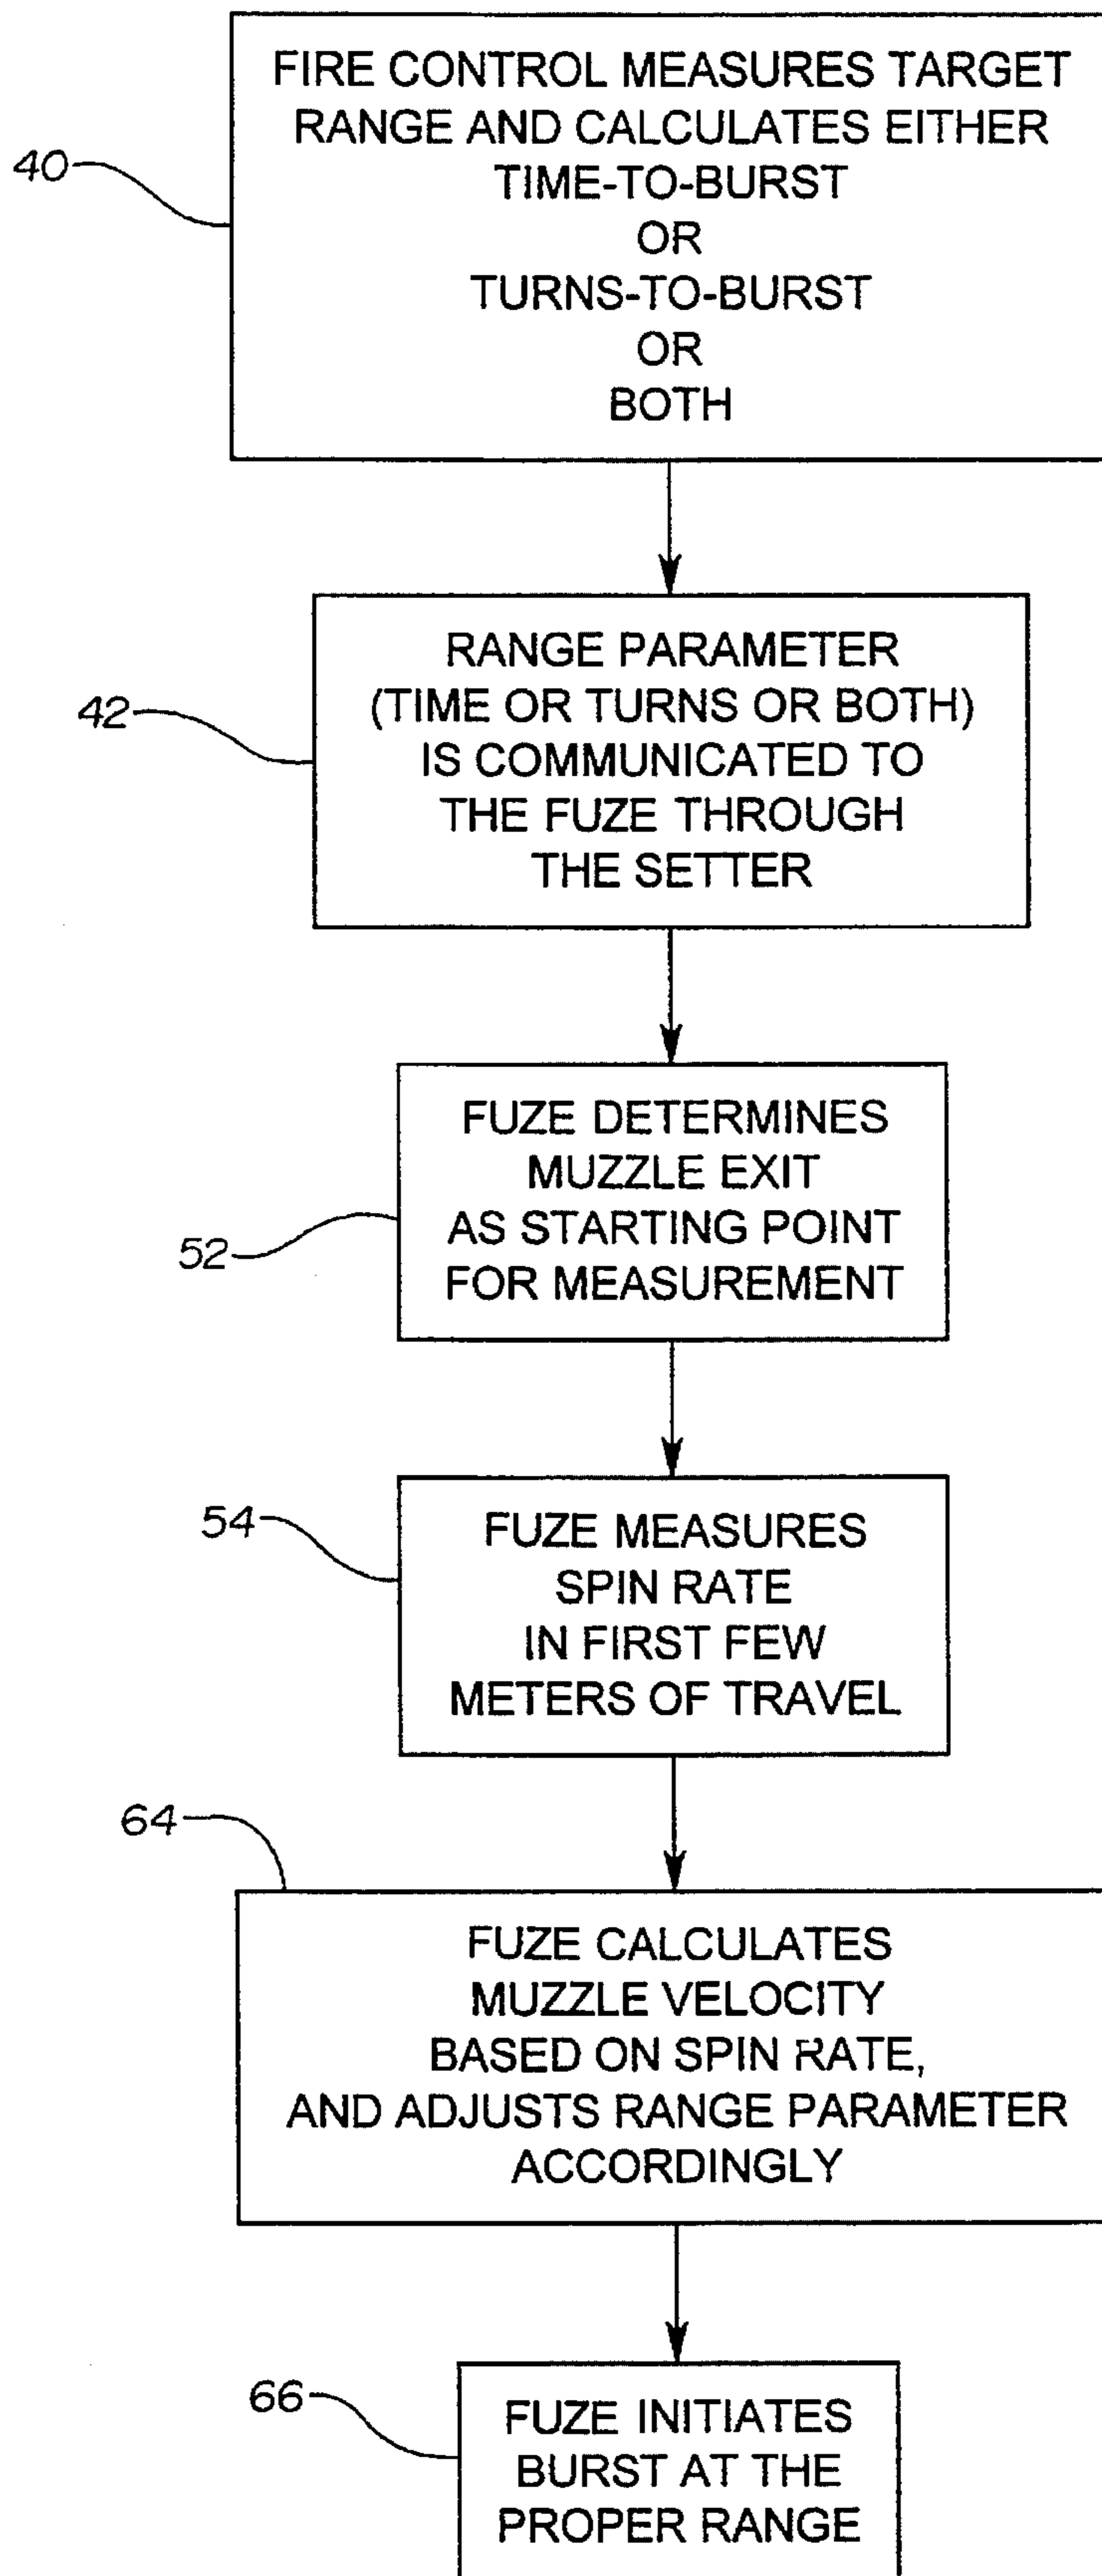 FIRE CONTROL MEASURES TARGET
RANGE AND CALCULATES EITHER
TIME-TO-BURST
OR
TURNS-TO-BURST
OR
BOTH
40
RANGE PARAMETER
(TIME OR TURNS OR BOTH)
IS COMMUNICATED TO
THE FUZE THROUGH
THE SETTER
42
FUZE DETERMINES
MUZZLE EXIT
AS STARTING POINT
FOR MEASUREMENT
52
FUZE MEASURES
SPIN RATE
IN FIRST FEW
METERS OF TRAVEL
54
64
FUZE CALCULATES
MUZZLE VELOCITY
BASED ON SPIN RATE,
AND ADJUSTS RANGE PARAMETER
ACCORDINGLY
66
FUZE INITIATES
BURST AT THE
PROPER RANGE